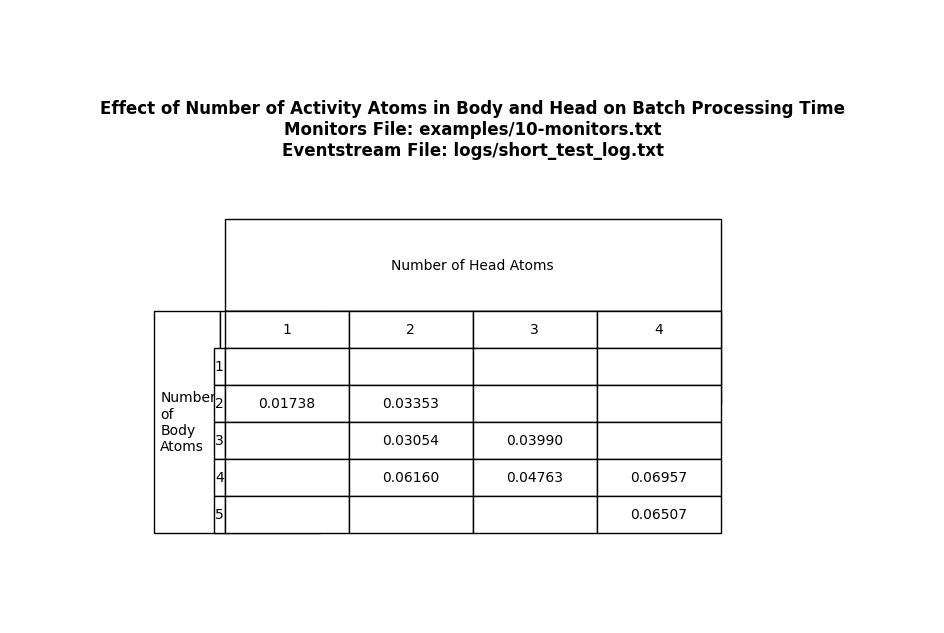 Effect of Number of Activity Atoms in Body and Head on Batch Processing Time
Monitors File: examples/10-monitors.txt
Eventstream File: logs/short_test_log.txt
Number of Head Atoms
1 2 3 4
Number
of
Body
Atoms
1
2 0.01738 0.03353
3 0.03054 0.03990
4 0.06160 0.04763 0.06957
5 0.06507